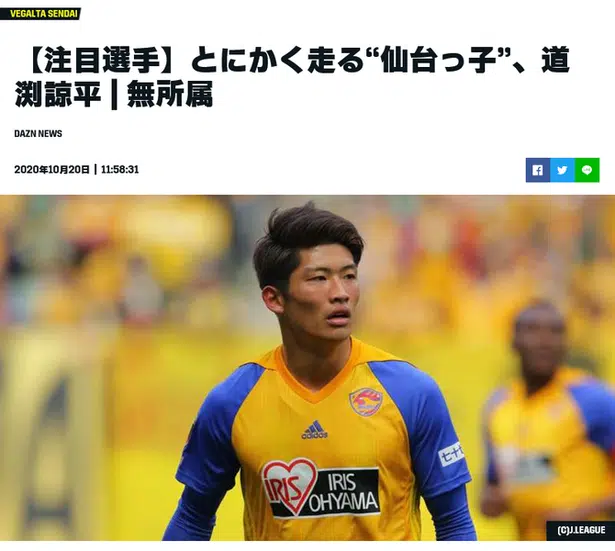 VEGALTA SENDAI
【注目選手】とにかく走る“仙台っ子”、道
渕諒平 | 無所属
DAZN NEWS
2020年10月20日 | 11:58:31
adidas
IRIS
IRIS
OHYAMA
(C)J.LEAGUE